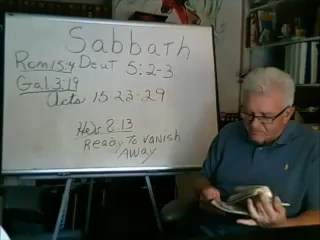 Sabbath
Rom 15:4 Deut 5:2-3
Gal 3:19
Acts 15 23-29
Heb 8:13
Ready To vanish
Away